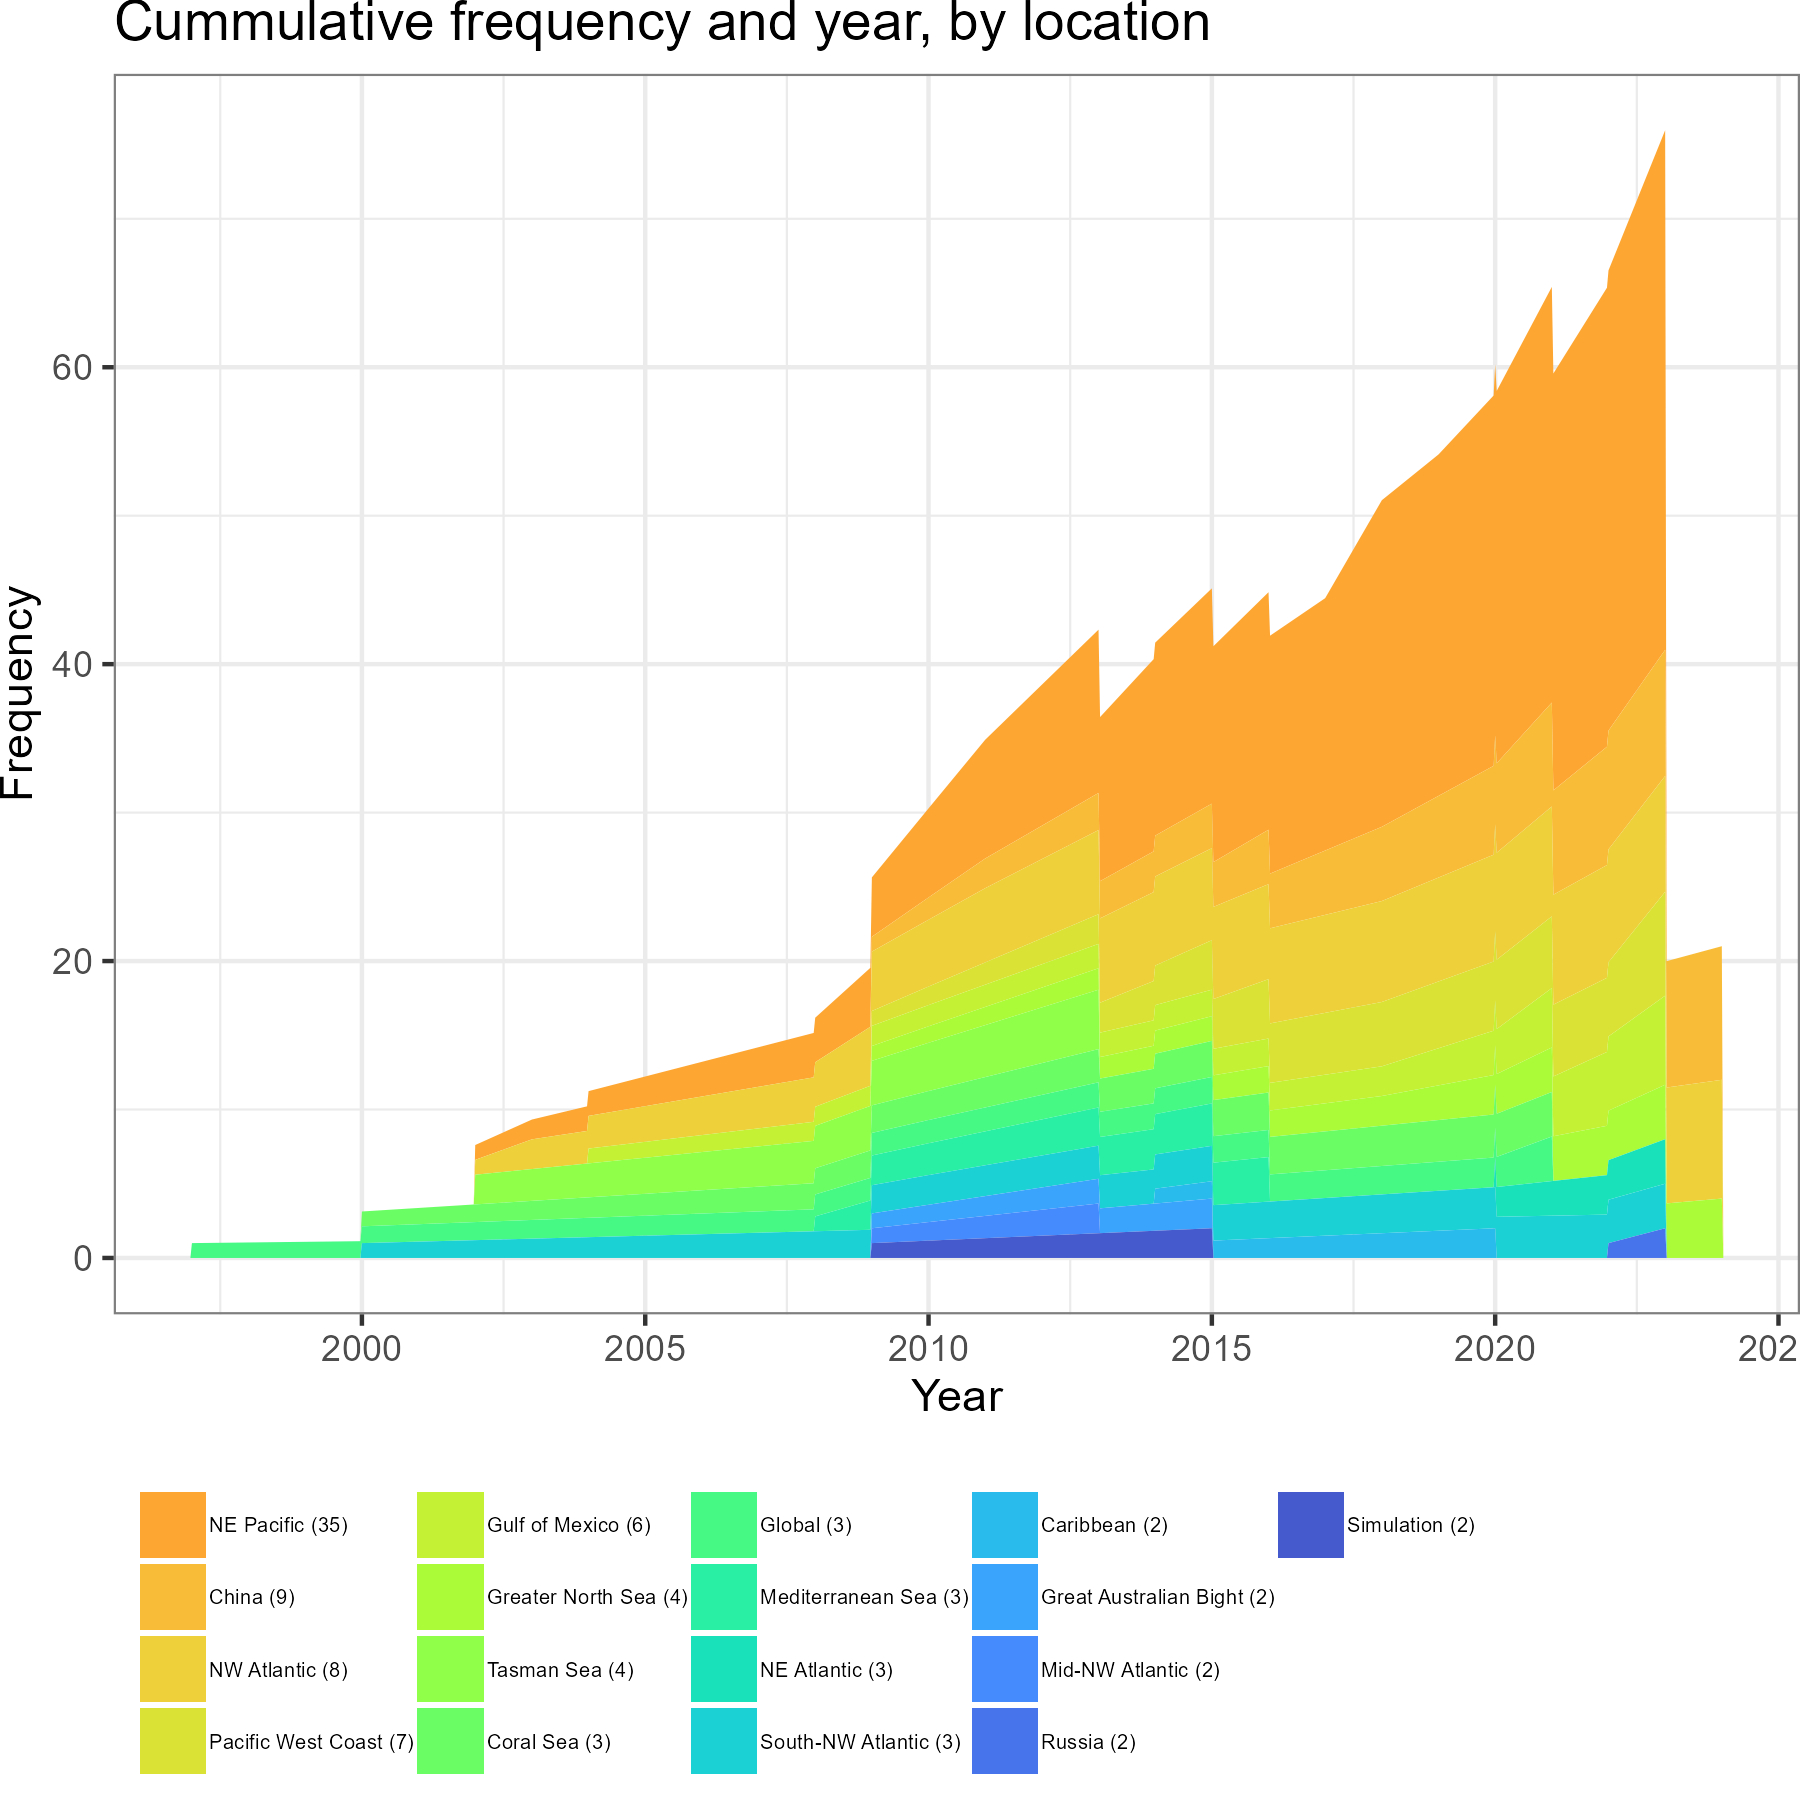 Cummulative frequency and year, by location
Frequency
60
40
20
0
2000 2005 2010 2015 2020 202
Year
NE Pacific (35) Gulf of Mexico (6) Global (3) Caribbean (2) Simulation (2)
China (9) Greater North Sea (4) Mediterranean Sea (3) Great Australian Bight (2)
NW Atlantic (8) Tasman Sea (4) NE Atlantic (3) Mid-NW Atlantic (2)
Pacific West Coast (7) Coral Sea (3) South-NW Atlantic (3) Russia (2)